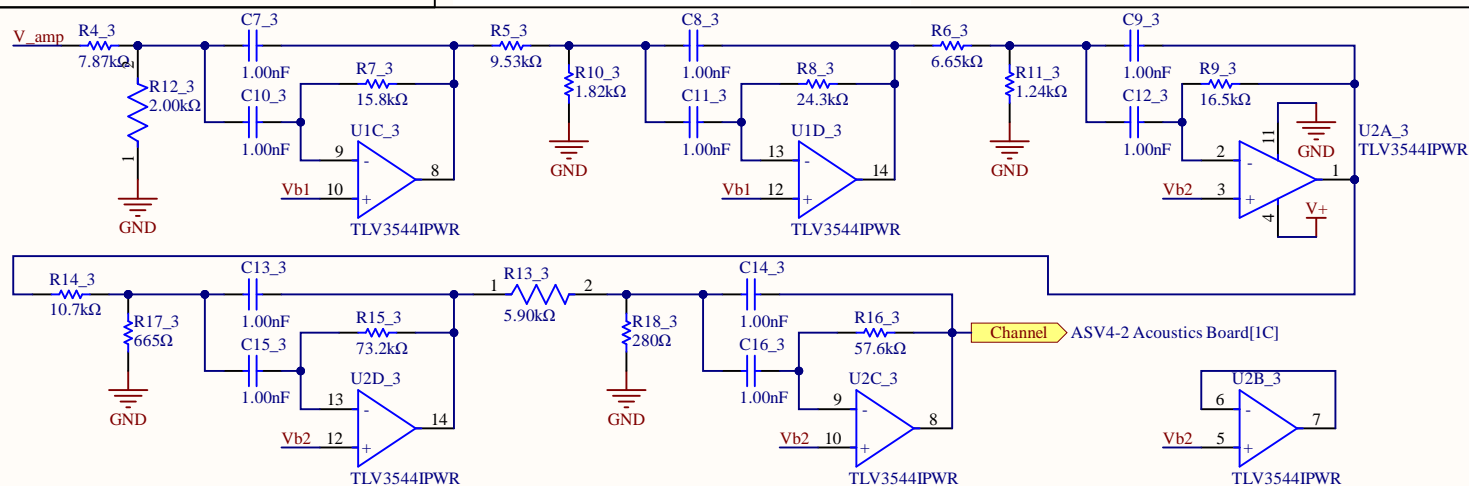 V_amp
R4_3
7.87kΩ
2
R12_3
2.00kΩ
1
GND
C7_3
1.00nF
C10_3
1.00nF
R7_3
15.8kΩ
U1C_3
9
-
8
Vb1
10
+
TLV3544IPWR
R5_3
9.53kΩ
R10_3
1.82kΩ
GND
C8_3
1.00nF
C11_3
1.00nF
R8_3
24.3kΩ
U1D_3
13
-
14
Vb1
12
+
TLV3544IPWR
R6_3
6.65kΩ
R11_3
1.24kΩ
GND
C9_3
1.00nF
C12_3
1.00nF
R9_3
16.5kΩ
11
GND
U2A_3
TLV3544IPWR
2
-
1
Vb2
3
+
4
V+
R14_3
10.7kΩ
R17_3
665Ω
GND
C13_3
1.00nF
C15_3
1.00nF
R15_3
73.2kΩ
U2D_3
13
-
14
Vb2
12
+
TLV3544IPWR
1
R13_3
2
5.90kΩ
R18_3
280Ω
GND
C14_3
1.00nF
C16_3
1.00nF
R16_3
57.6kΩ
U2C_3
9
-
8
Vb2
10
+
TLV3544IPWR
Channel
ASV4-2 Acoustics Board[1C]
U2B_3
6
-
7
Vb2
5
+
TLV3544IPWR